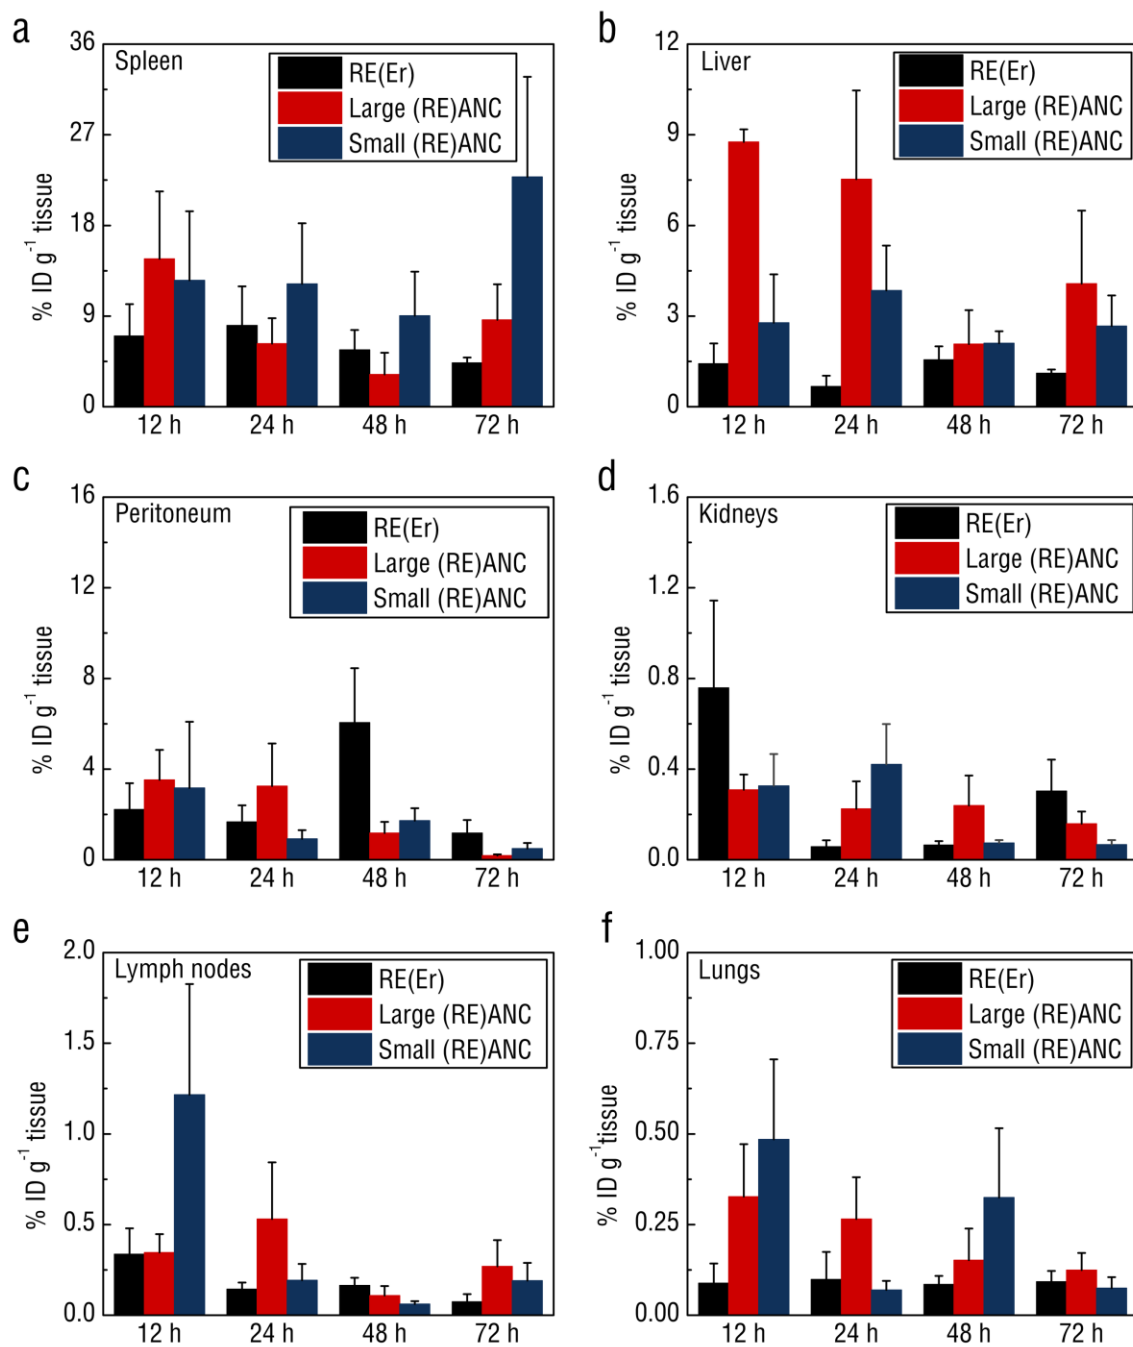 a
Spleen
RE(Er)
Large (RE)ANC
Small (RE)ANC
36
27
18
9
0
% ID g⁻¹ tissue
12 h 24 h 48 h 72 h
b
Liver
RE(Er)
Large (RE)ANC
Small (RE)ANC
12
9
6
3
0
% ID g⁻¹ tissue
12 h 24 h 48 h 72 h
c
Peritoneum
RE(Er)
Large (RE)ANC
Small (RE)ANC
16
12
8
4
0
% ID g⁻¹ tissue
12 h 24 h 48 h 72 h
d
Kidneys
RE(Er)
Large (RE)ANC
Small (RE)ANC
1.6
1.2
0.8
0.4
0.0
% ID g⁻¹ tissue
12 h 24 h 48 h 72 h
e
Lymph nodes
RE(Er)
Large (RE)ANC
Small (RE)ANC
2.0
1.5
1.0
0.5
0.0
% ID g⁻¹ tissue
12 h 24 h 48 h 72 h
f
Lungs
RE(Er)
Large (RE)ANC
Small (RE)ANC
1.00
0.75
0.50
0.25
0.00
% ID g⁻¹tissue
12 h 24 h 48 h 72 h